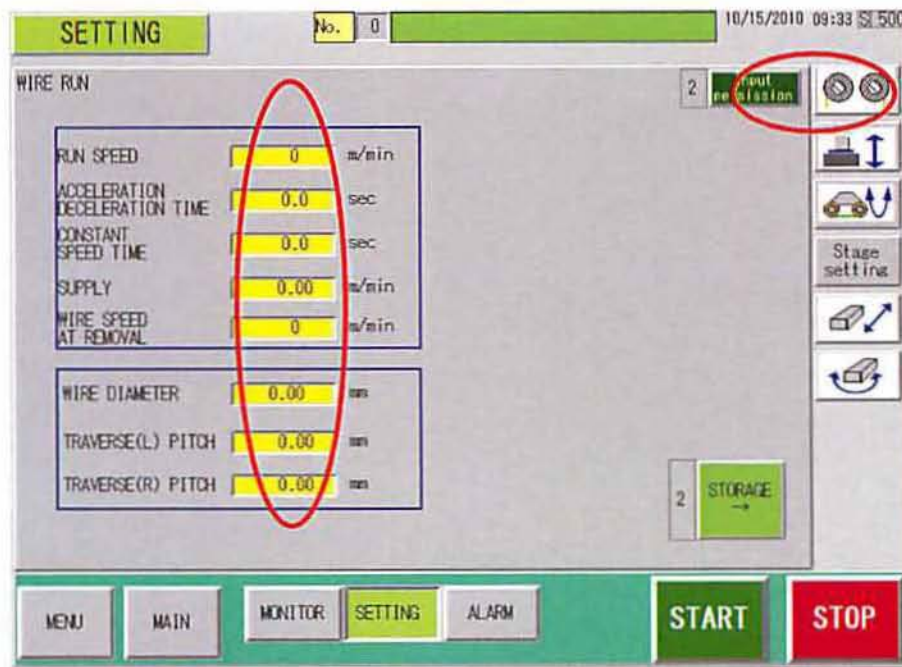 SETTING
No. 0
10/15/2010 09:33 SL500
WIRE RUN
2 Input permission
RUN SPEED 0 m/min
ACCELERATION
DECELERATION TIME 0.0 sec
CONSTANT
SPEED TIME 0.0 sec
SUPPLY 0.00 m/min
WIRE SPEED
AT REMOVAL 0 m/min
Stage
setting
WIRE DIAMETER 0.00 mm
TRAVERSE(L) PITCH 0.00 mm
TRAVERSE(R) PITCH 0.00 mm
2 STORAGE
→
MENU MAIN MONITOR SETTING ALARM START STOP